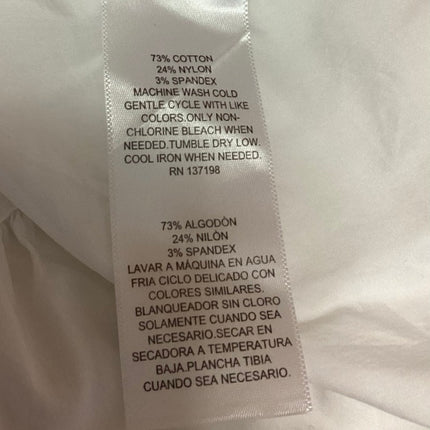 73% COTTON
24% NYLON
3% SPANDEX
MACHINE WASH COLD
GENTLE CYCLE WITH LIKE
COLORS.ONLY NON-
CHLORINE BLEACH WHEN
NEEDED.TUMBLE DRY LOW.
COOL IRON WHEN NEEDED.
RN 137198
73% ALGODÓN
24% NILÓN
3% SPANDEX
LAVAR A MÁQUINA EN AGUA
FRIA CICLO DELICADO CON
COLORES SIMILARES.
BLANQUEADOR SIN CLORO
SOLAMENTE CUANDO SEA
NECESARIO.SECAR EN
SECADORA A TEMPERATURA
BAJA.PLANCHA TIBIA
CUANDO SEA NECESARIO.